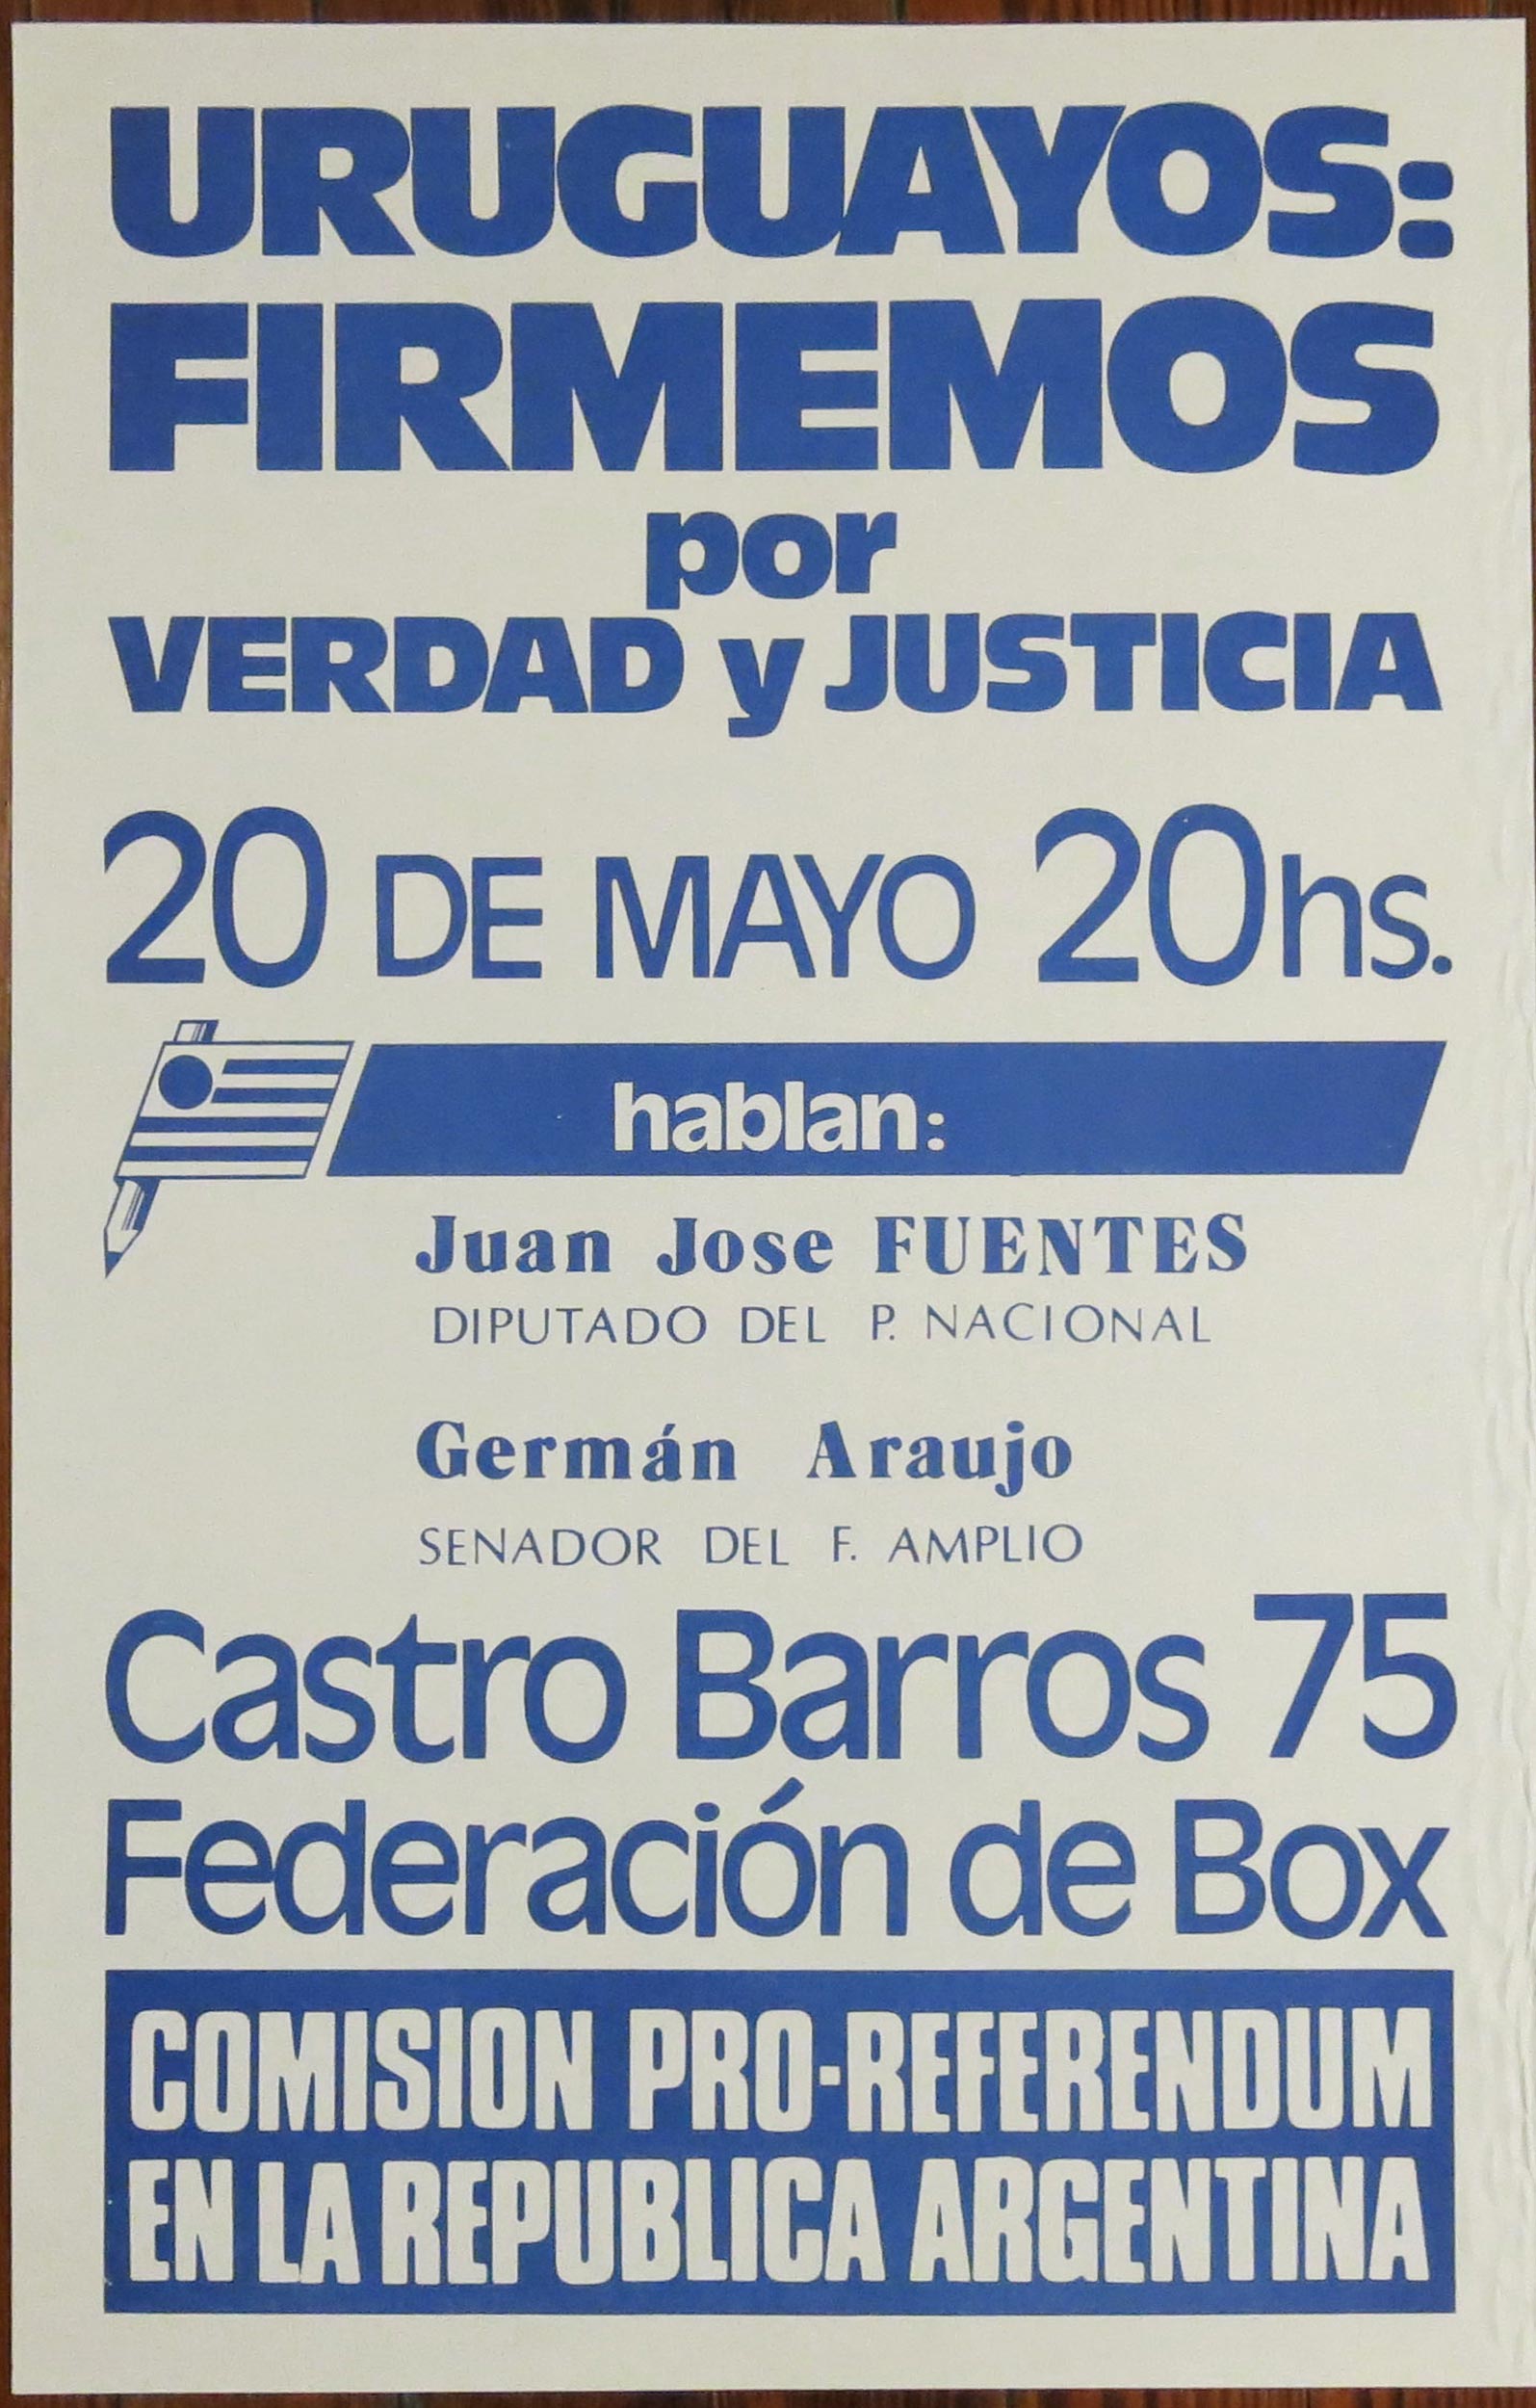 URUGUAYOS:
FIRMEMOS
por
VERDAD y JUSTICIA
20 DE MAYO 20hs.
hablan:
Juan Jose FUENTES
DIPUTADO DEL P. NACIONAL
Germán Araujo
SENADOR DEL F. AMPLIO
Castro Barros 75
Federación de Box
COMISION PRO-REFERENDUM
EN LA REPUBLICA ARGENTINA